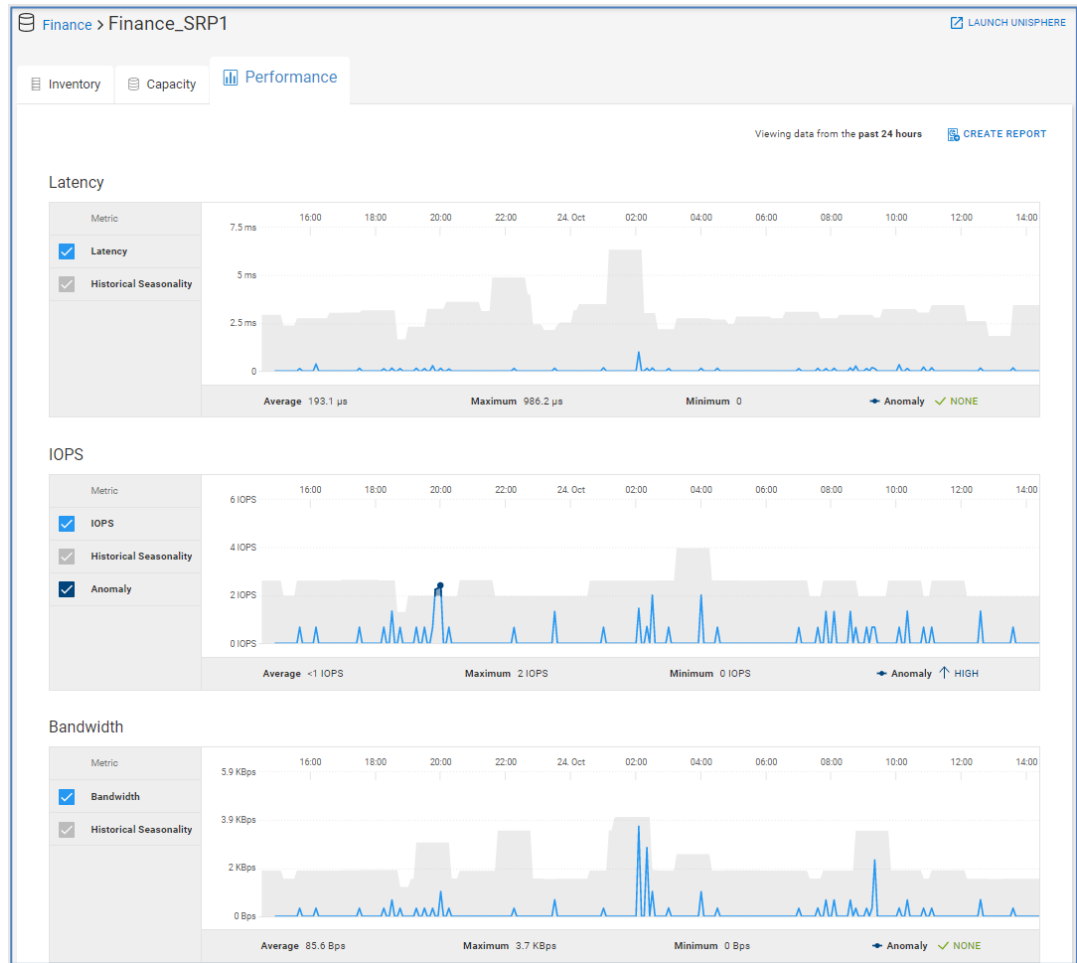 Finance > Finance_SRP1
LAUNCH UNISPHERE
Inventory
Capacity
Performance
Viewing data from the past 24 hours
CREATE REPORT
Latency
Metric
16:00 18:00 20:00 22:00 24. Oct 02:00 04:00 06:00 08:00 10:00 12:00 14:00
7.5 ms
Latency
Historical Seasonality
5 ms
2.5 ms
0
Average 193.1 µs Maximum 986.2 µs Minimum 0 Anomaly NONE
IOPS
Metric
16:00 18:00 20:00 22:00 24. Oct 02:00 04:00 06:00 08:00 10:00 12:00 14:00
6 IOPS
IOPS
Historical Seasonality
Anomaly
4 IOPS
2 IOPS
0 IOPS
Average <1 IOPS Maximum 2 IOPS Minimum 0 IOPS Anomaly HIGH
Bandwidth
Metric
16:00 18:00 20:00 22:00 24. Oct 02:00 04:00 06:00 08:00 10:00 12:00 14:00
5.9 KBps
Bandwidth
Historical Seasonality
3.9 KBps
2 KBps
0 Bps
Average 85.6 Bps Maximum 3.7 KBps Minimum 0 Bps Anomaly NONE